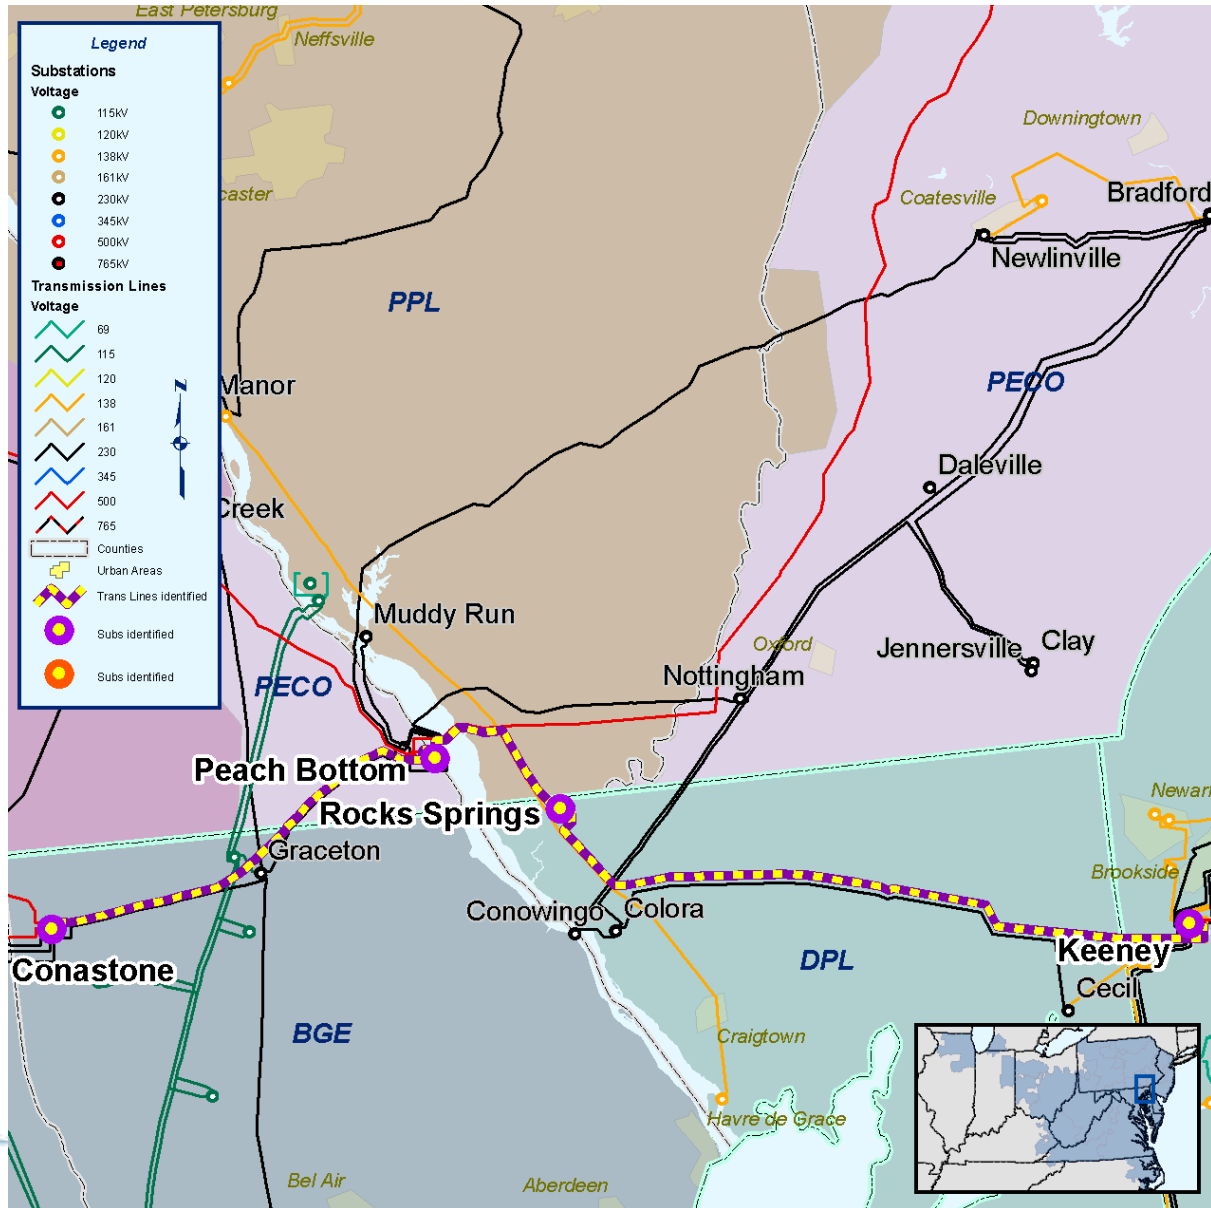 East Petersburg
Neffsville
caster
Legend
Substations
Voltage
115kV
120kV
138kV
161kV
230kV
345kV
500kV
765kV
Transmission Lines
Voltage
69
115
120
138
161
230
345
500
765
Counties
Urban Areas
Trans Lines identified
Subs identified
Subs identified
N
Downingtown
Coatesville
Bradford
Newlinville
PPL
PECO
Manor
Daleville
Creek
Muddy Run
Oxford
Jennersville
Clay
Nottingham
PECO
Peach Bottom
Rocks Springs
Newark
Graceton
Brookside
Conowingo
Colora
Keeney
Conastone
DPL
Cecil
BGE
Craigtown
Havre de Grace
Bel Air
Aberdeen